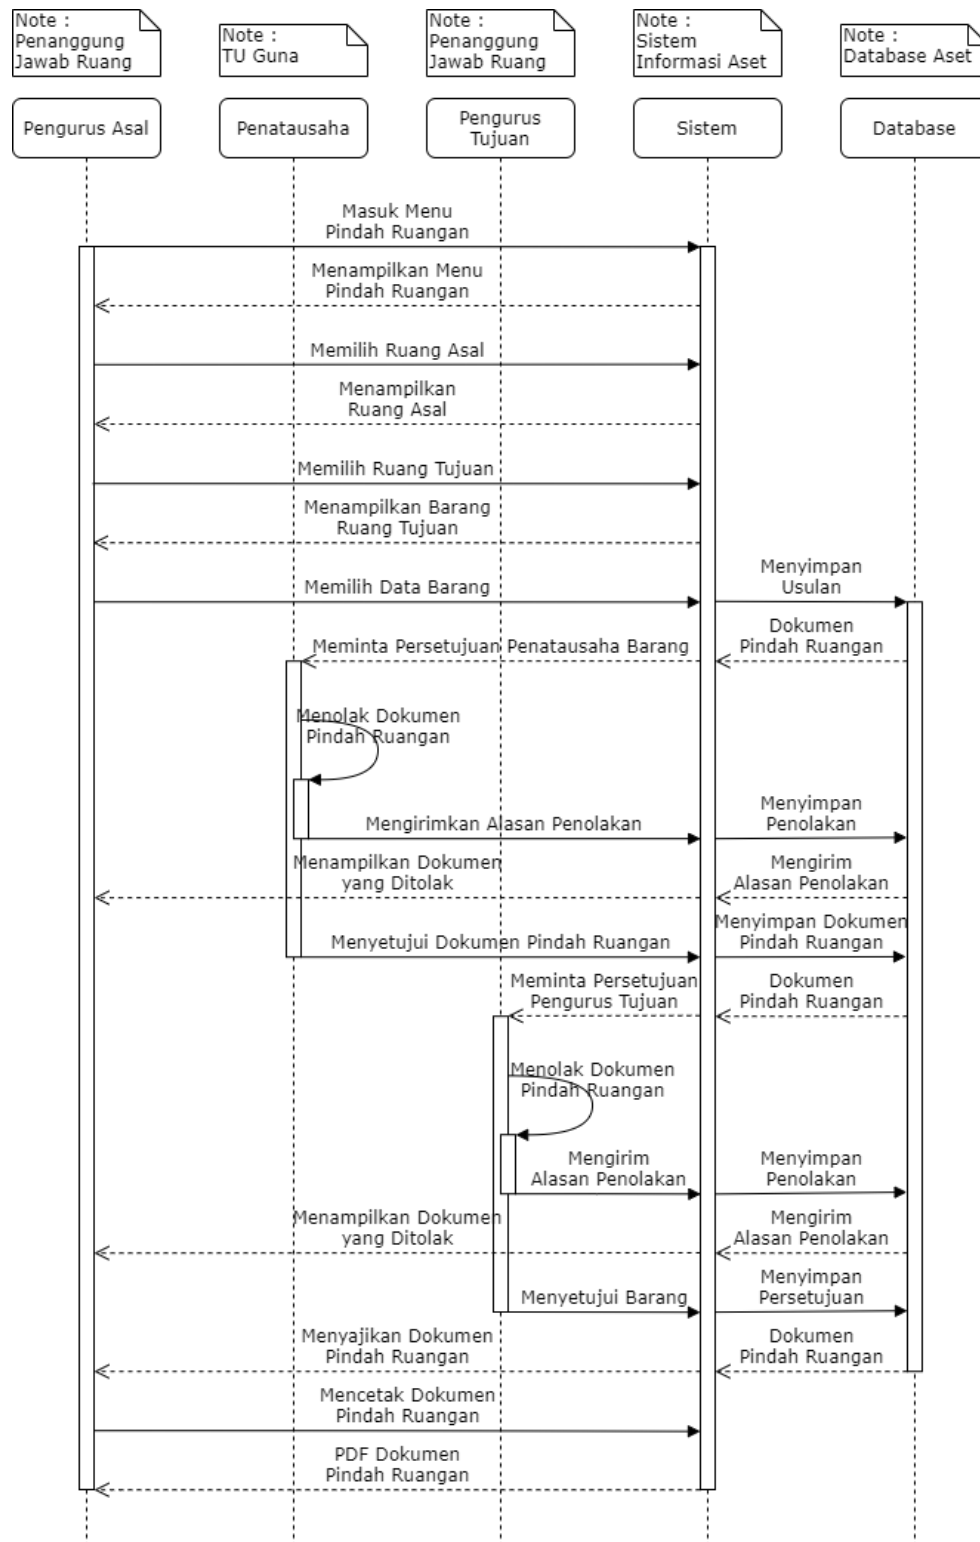 Note :
Penanggung
Jawab Ruang
Note :
TU Guna
Note :
Penanggung
Jawab Ruang
Note :
Sistem
Informasi Aset
Note :
Database Aset
Pengurus Asal
Penatausaha
Pengurus
Tujuan
Sistem
Database
Masuk Menu
Pindah Ruangan
Menampilkan Menu
Pindah Ruangan
Memilih Ruang Asal
Menampilkan
Ruang Asal
Memilih Ruang Tujuan
Menampilkan Barang
Ruang Tujuan
Memilih Data Barang
Menyimpan
Usulan
Dokumen
Pindah Ruangan
Meminta Persetujuan Penatausaha Barang
Menolak Dokumen
Pindah Ruangan
Mengirimkan Alasan Penolakan
Menyimpan
Penolakan
Menampilkan Dokumen
yang Ditolak
Mengirim
Alasan Penolakan
Menyetujui Dokumen Pindah Ruangan
Menyimpan Dokumen
Pindah Ruangan
Meminta Persetujuan
Pengurus Tujuan
Dokumen
Pindah Ruangan
Menolak Dokumen
Pindah Ruangan
Mengirim
Alasan Penolakan
Menyimpan
Penolakan
Menampilkan Dokumen
yang Ditolak
Mengirim
Alasan Penolakan
Menyetujui Barang
Menyimpan
Persetujuan
Menyajikan Dokumen
Pindah Ruangan
Dokumen
Pindah Ruangan
Mencetak Dokumen
Pindah Ruangan
PDF Dokumen
Pindah Ruangan